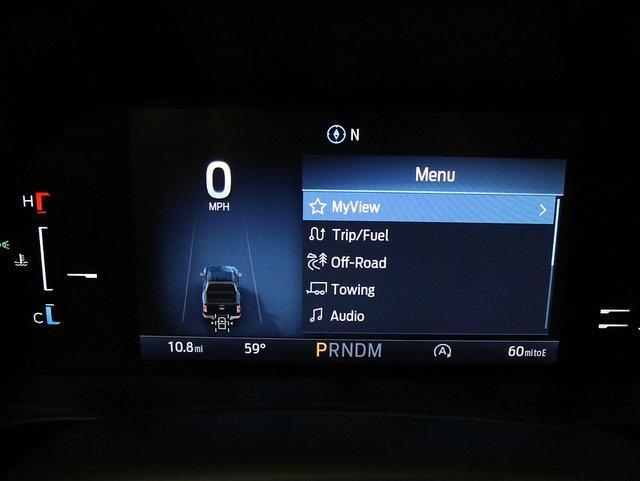 N
0
MPH
Menu
H
MyView
Trip/Fuel
Off-Road
Towing
C
Audio
10.8mi 59° PRNDM A 60mitoE